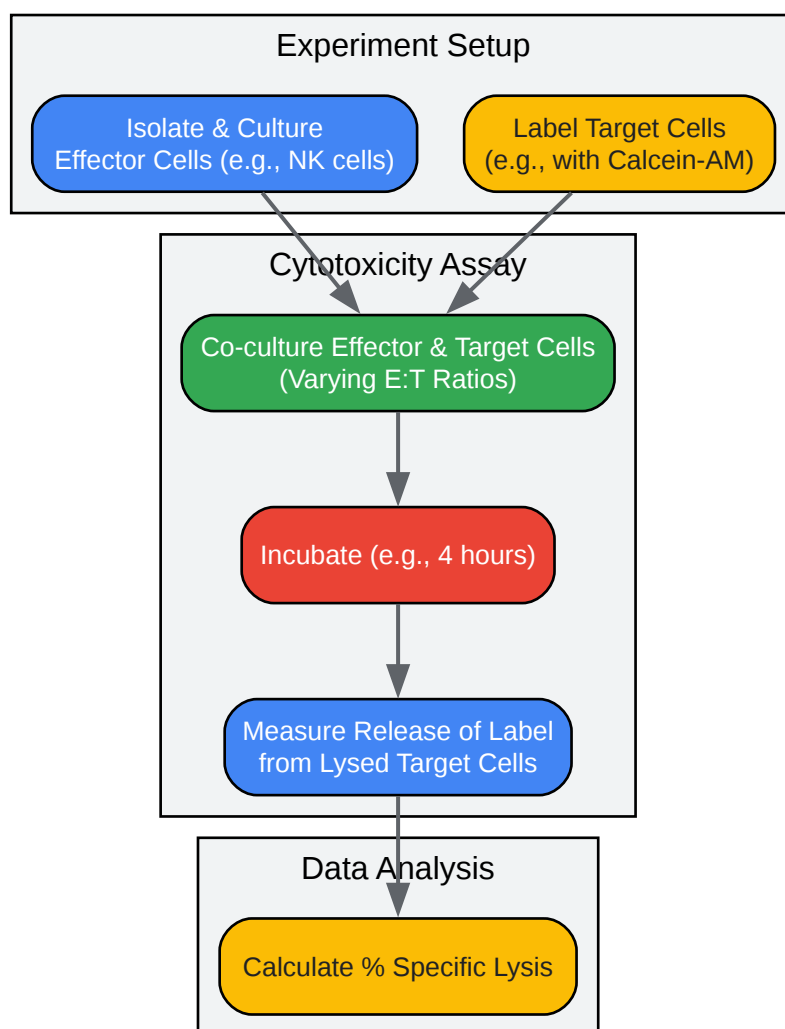 Experiment Setup
Isolate & Culture
Effector Cells (e.g., NK cells)
Label Target Cells
(e.g., with Calcein-AM)
Cytotoxicity Assay
Co-culture Effector & Target Cells
(Varying E:T Ratios)
Incubate (e.g., 4 hours)
Measure Release of Label
from Lysed Target Cells
Data Analysis
Calculate % Specific Lysis